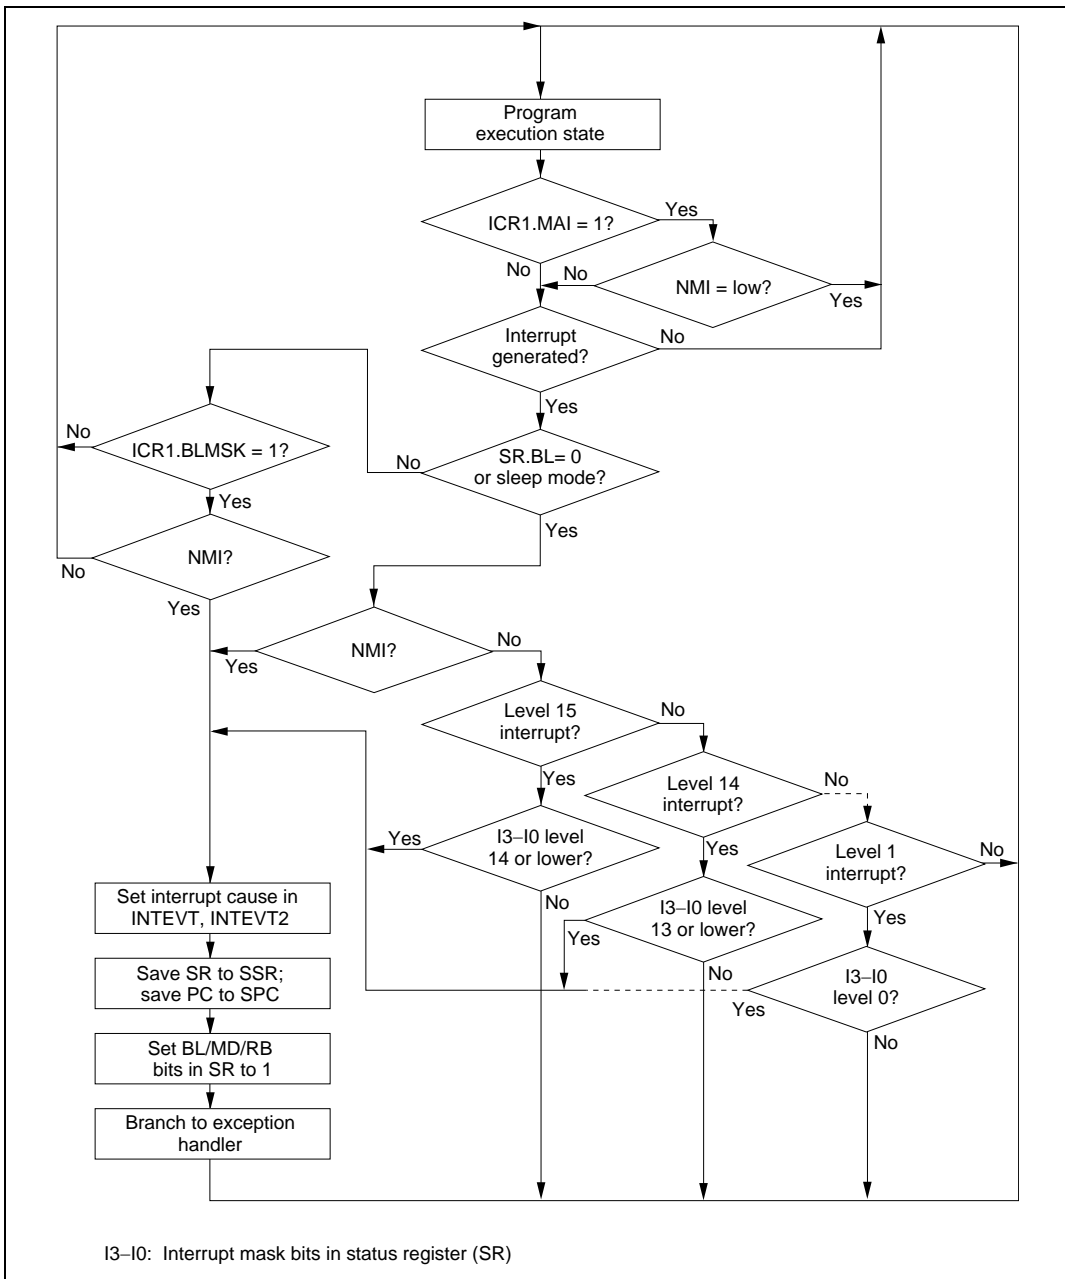 Program
execution state
ICR1.MAI = 1?
Yes
No
No
NMI = low?
Yes
Interrupt
generated?
No
Yes
No
ICR1.BLMSK = 1?
No
SR.BL= 0
or sleep mode?
Yes
Yes
NMI?
No
Yes
NMI?
No
Yes
Level 15
interrupt?
No
Yes
Level 14
interrupt?
No
Yes
I3–I0 level
14 or lower?
Yes
No
Level 1
interrupt?
No
Yes
I3–I0 level
13 or lower?
Yes
No
I3–I0
level 0?
Yes
No
Set interrupt cause in
INTEVT, INTEVT2
Save SR to SSR;
save PC to SPC
Set BL/MD/RB
bits in SR to 1
Branch to exception
handler
I3–I0: Interrupt mask bits in status register (SR)